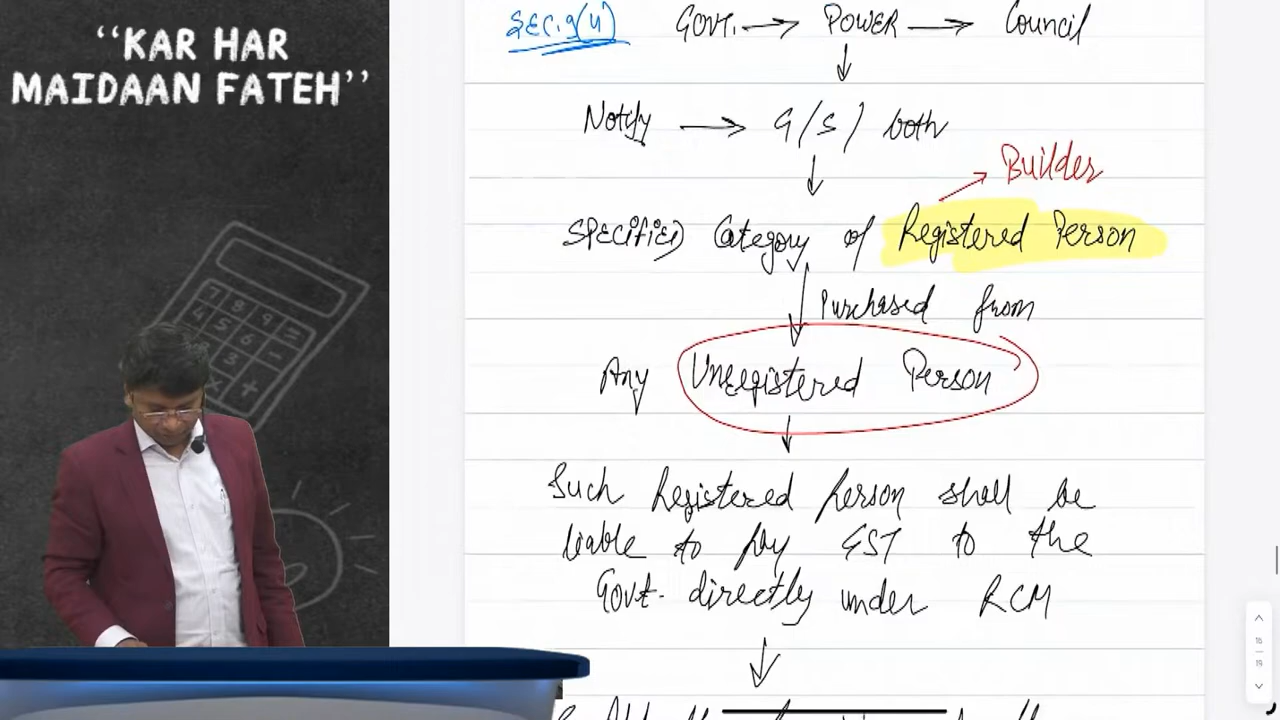 “KAR HAR
MAIDAAN FATEH”
SEC.9(4) GOVT. → POWER → Council
Notify → G/S/ both
Builder
SPECIFIED Category of Registered Person
Purchased from
Any Unregistered Person
Such Registered Person shall be
liable to pay GST to the
Govt. directly under RCM
16
19